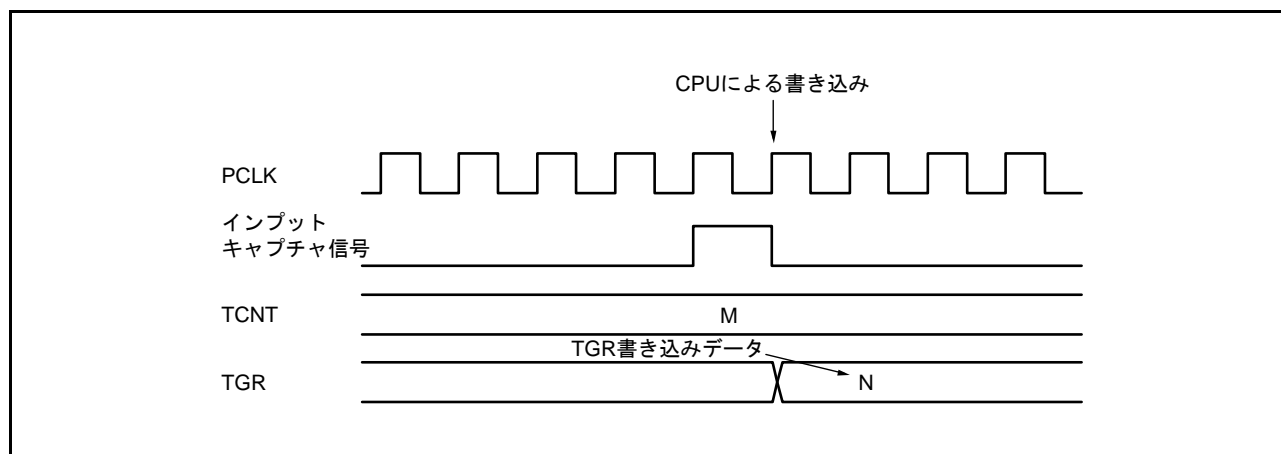 CPUによる書き込み
PCLK
インプット
キャプチャ信号
TCNT
M
TGR書き込みデータ
TGR
N